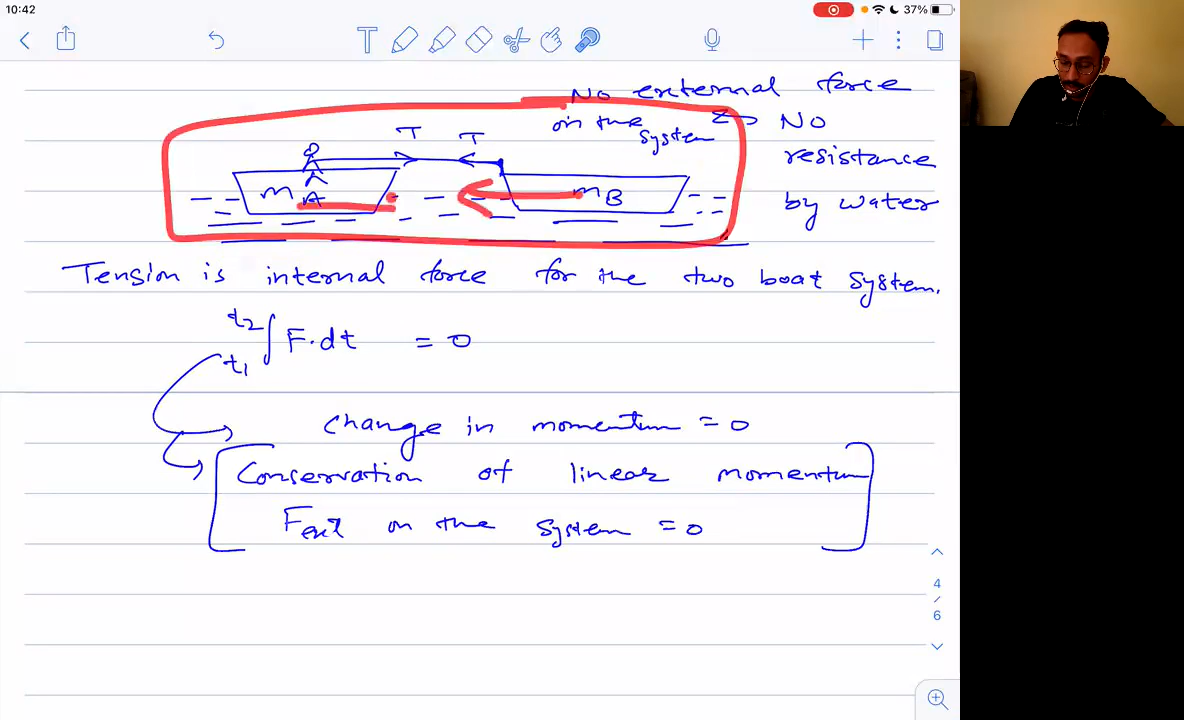 10:42
37%
No external force
on the system
No
resistance
by water
T T
mA
mB
Tension is internal force for the two boat system.
t2
∫ F.dt = 0
t1
change in momentum = 0
Conservation of linear momentum
Fext on the system = 0
4
/
6